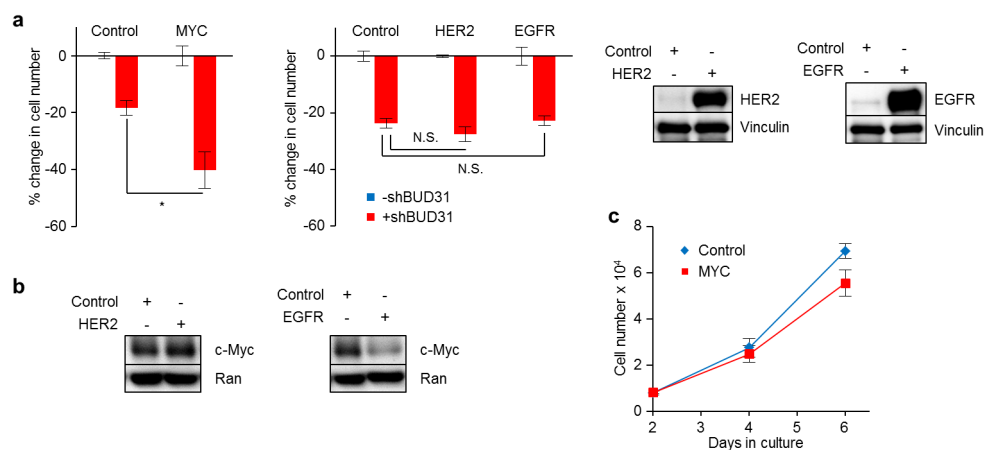 a
Control MYC
0
-20
-40
-60
% change in cell number
*
Control HER2 EGFR
0
-20
-40
-60
% change in cell number
N.S.
N.S.
-shBUD31
+shBUD31
Control + -
HER2 - +
HER2
Vinculin
Control + -
EGFR - +
EGFR
Vinculin
b
Control + -
HER2 - +
c-Myc
Ran
Control + -
EGFR - +
c-Myc
Ran
c
8
6
4
2
0
Cell number x 10⁴
Control
MYC
2 3 4 5 6
Days in culture